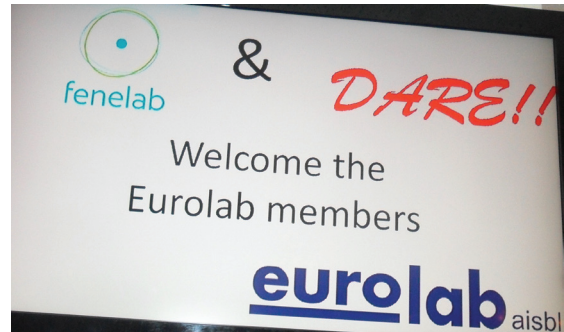 fenelab & DARE!!
Welcome the
Eurolab members
eurolab aisbl